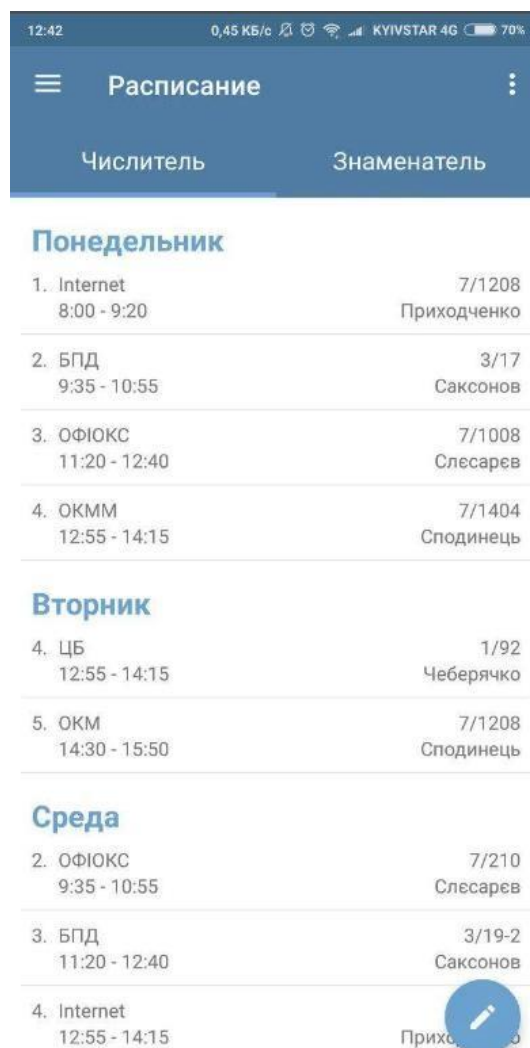 12:42 0,45 КБ/с KYIVSTAR 4G 70%
Расписание
Числитель Знаменатель
Понедельник
1. Internet 7/1208
8:00 - 9:20 Приходченко
2. БПД 3/17
9:35 - 10:55 Саксонов
3. ОФІОКС 7/1008
11:20 - 12:40 Слєсарєв
4. ОКММ 7/1404
12:55 - 14:15 Сподинець
Вторник
4. ЦБ 1/92
12:55 - 14:15 Чеберячко
5. ОКМ 7/1208
14:30 - 15:50 Сподинець
Среда
2. ОФІОКС 7/210
9:35 - 10:55 Слєсарєв
3. БПД 3/19-2
11:20 - 12:40 Саксонов
4. Internet
12:55 - 14:15